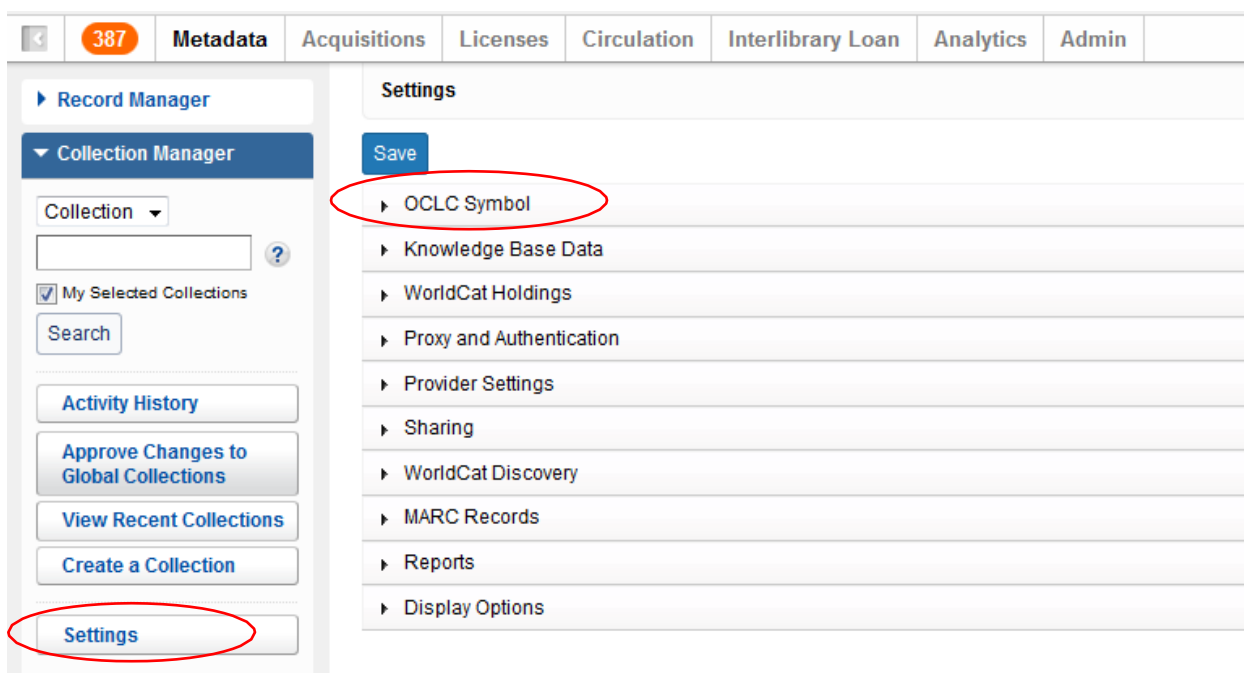 387 Metadata Acquisitions Licenses Circulation Interlibrary Loan Analytics Admin
Record Manager
Collection Manager
Collection
?
My Selected Collections
Search
Activity History
Approve Changes to
Global Collections
View Recent Collections
Create a Collection
Settings
Settings
Save
OCLC Symbol
Knowledge Base Data
WorldCat Holdings
Proxy and Authentication
Provider Settings
Sharing
WorldCat Discovery
MARC Records
Reports
Display Options